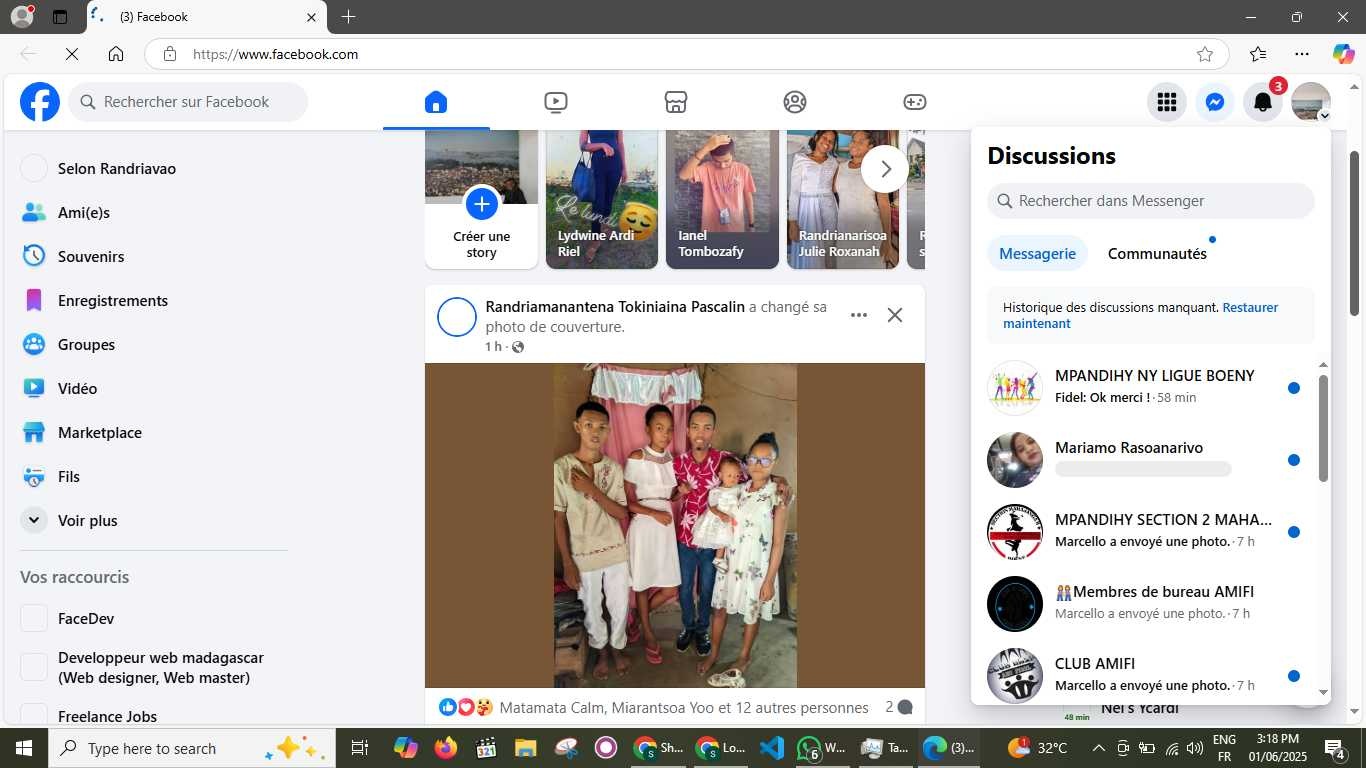 (3) Facebook
https://www.facebook.com
Rechercher sur Facebook
3
Selon Randriavao
Ami(e)s
Souvenirs
Enregistrements
Groupes
Vidéo
Marketplace
Fils
Voir plus
Vos raccourcis
FaceDev
Developpeur web madagascar
(Web designer, Web master)
Freelance Jobs
Créer une
story
Le lundi
Lydwine Ardi
Riel
Ianel
Tombozafy
Randrianarisoa
Julie Roxanah
R
s
Randriamanantena Tokiniaina Pascalin a changé sa
photo de couverture.
1 h ·
Matamata Calm, Miarantsoa Yoo et 12 autres personnes
2
Discussions
Rechercher dans Messenger
Messagerie
Communautés
Historique des discussions manquant. Restaurer
maintenant
MPANDIHY NY LIGUE BOENY
Fidel: Ok merci ! · 58 min
Mariamo Rasoanarivo
MPANDIHY SECTION 2 MAHA...
Marcello a envoyé une photo. · 7 h
Membres de bureau AMIFI
Marcello a envoyé une photo. · 7 h
CLUB AMIFI
Marcello a envoyé une photo. · 7 h
48 min
Nel's Ycardi
Type here to search
Sh...
Lo...
6
W...
Ta...
(3)...
1
32°C
ENG
FR
3:18 PM
01/06/2025
4